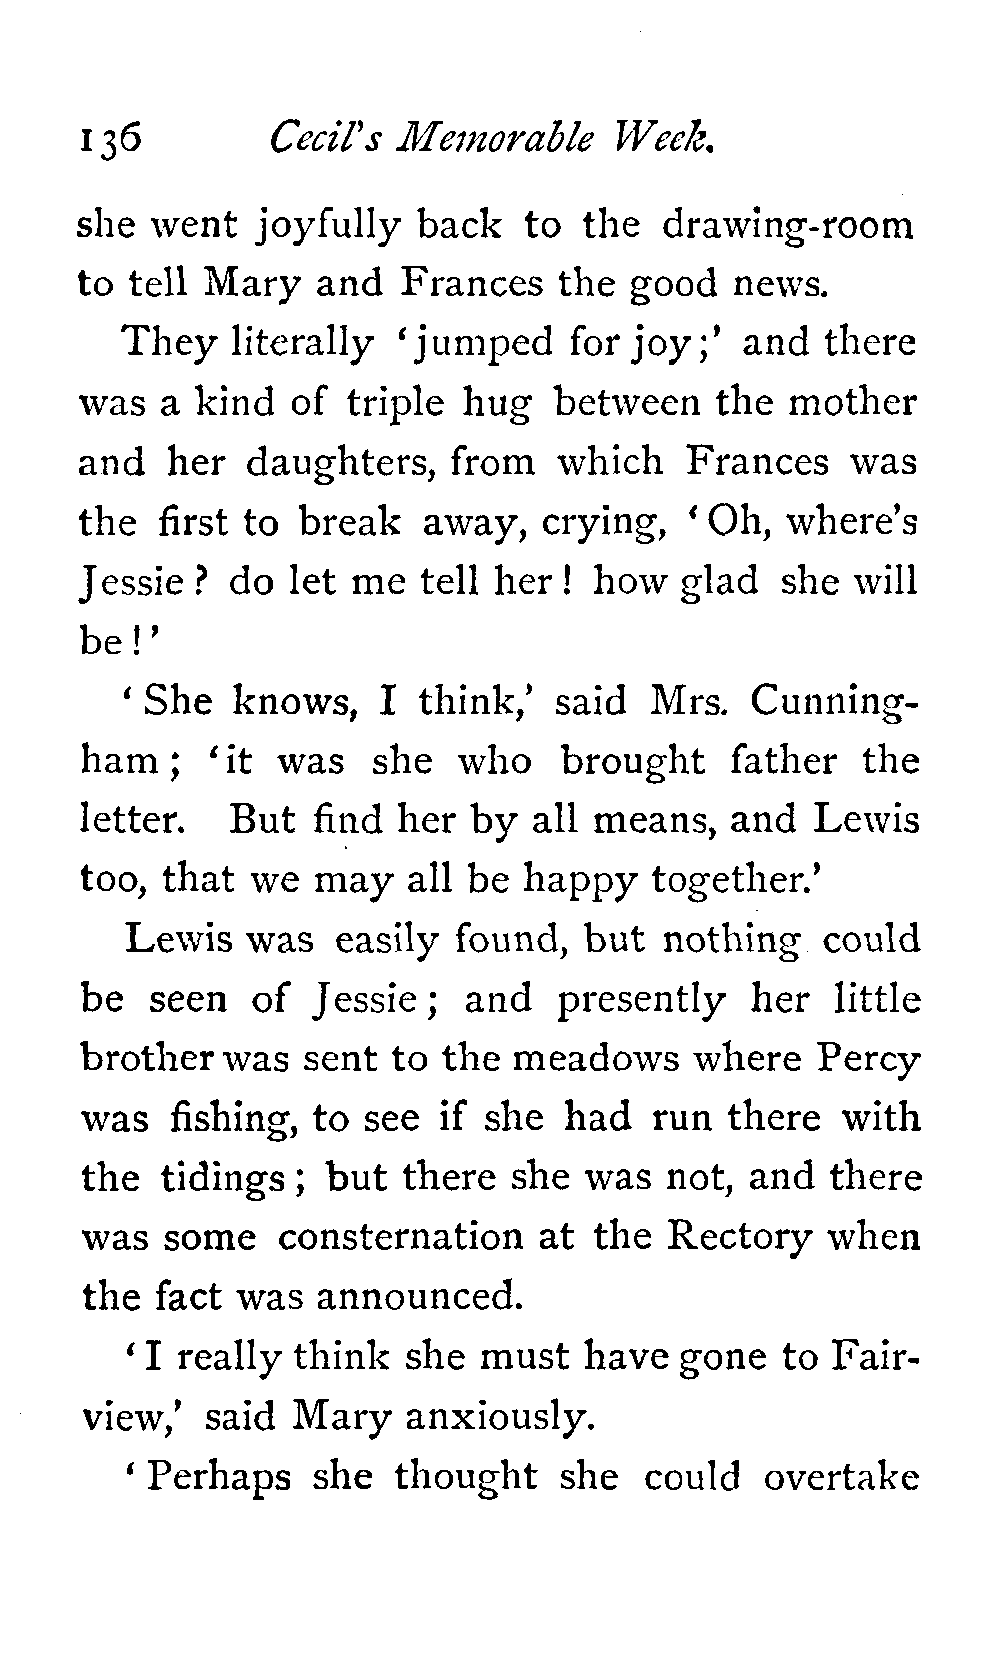 136 Cecil's Memorable Week.
she went joyfully back to the drawing-room
to tell Mary and Frances the good news.
They literally ‘jumped for joy;’ and there
was a kind of triple hug between the mother
and her daughters, from which Frances was
the first to break away, crying, ‘Oh, where’s
Jessie? do let me tell her! how glad she will
be!’
‘She knows, I think,’ said Mrs. Cunning-
ham; ‘it was she who brought father the
letter. But find her by all means, and Lewis
too, that we may all be happy together.’
Lewis was easily found, but nothing could
be seen of Jessie; and presently her little
brother was sent to the meadows where Percy
was fishing, to see if she had run there with
the tidings; but there she was not, and there
was some consternation at the Rectory when
the fact was announced.
‘I really think she must have gone to Fair-
view,’ said Mary anxiously.
‘Perhaps she thought she could overtake